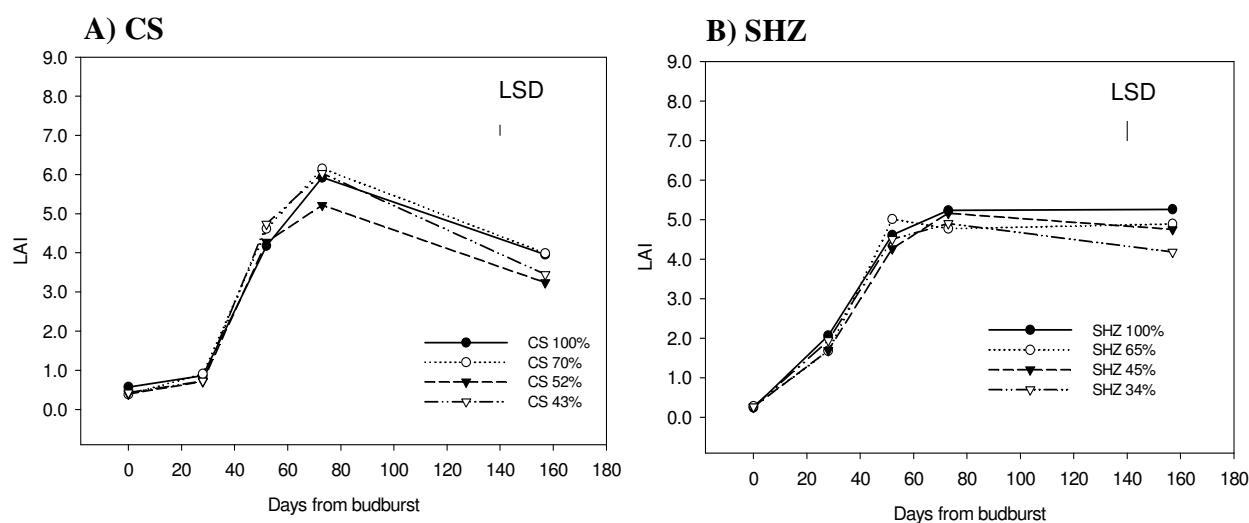 A) CS
9.0
8.0
7.0
6.0
5.0
4.0
3.0
2.0
1.0
0.0
LAI
LSD
CS 100%
CS 70%
CS 52%
CS 43%
0 20 40 60 80 100 120 140 160 180
Days from budburst
B) SHZ
9.0
8.0
7.0
6.0
5.0
4.0
3.0
2.0
1.0
0.0
LAI
LSD
SHZ 100%
SHZ 65%
SHZ 45%
SHZ 34%
0 20 40 60 80 100 120 140 160 180
Days from budburst